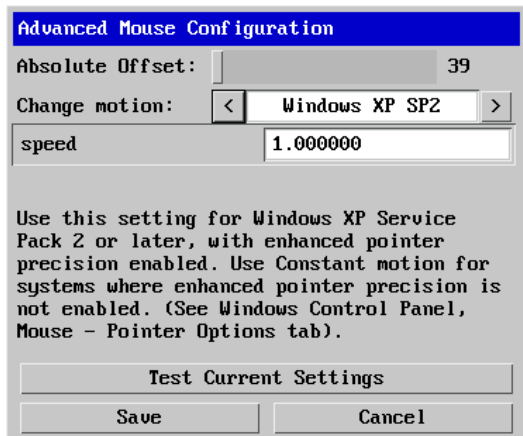 Advanced Mouse Configuration
Absolute Offset: 39
Change motion: < Windows XP SP2 >
speed 1.000000
Use this setting for Windows XP Service
Pack 2 or later, with enhanced pointer
precision enabled. Use Constant motion for
systems where enhanced pointer precision is
not enabled. (See Windows Control Panel,
Mouse - Pointer Options tab).
Test Current Settings
Save Cancel